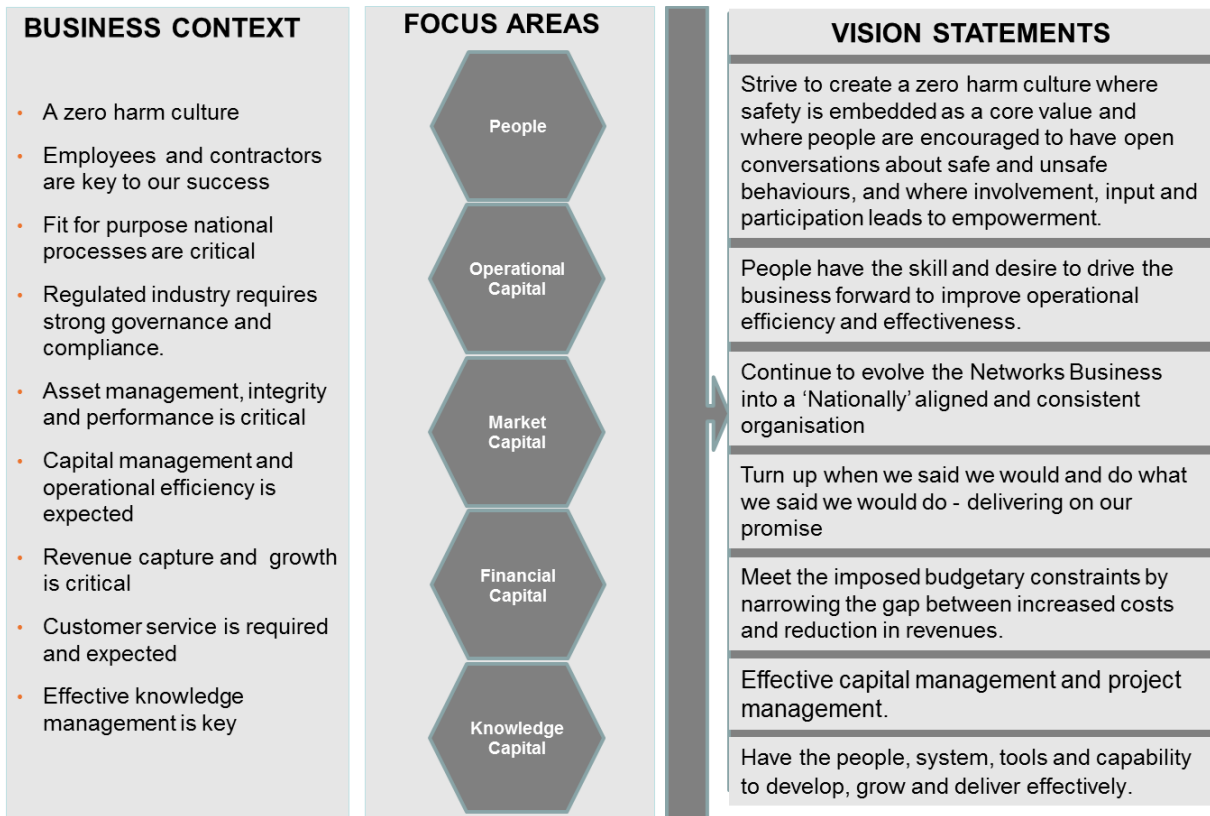 BUSINESS CONTEXT
• A zero harm culture
• Employees and contractors
are key to our success
• Fit for purpose national
processes are critical
• Regulated industry requires
strong governance and
compliance.
• Asset management, integrity
and performance is critical
• Capital management and
operational efficiency is
expected
• Revenue capture and growth
is critical
• Customer service is required
and expected
• Effective knowledge
management is key
FOCUS AREAS
People
Operational
Capital
Market
Capital
Financial
Capital
Knowledge
Capital
VISION STATEMENTS
Strive to create a zero harm culture where
safety is embedded as a core value and
where people are encouraged to have open
conversations about safe and unsafe
behaviours, and where involvement, input and
participation leads to empowerment.
People have the skill and desire to drive the
business forward to improve operational
efficiency and effectiveness.
Continue to evolve the Networks Business
into a ‘Nationally’ aligned and consistent
organisation
Turn up when we said we would and do what
we said we would do - delivering on our
promise
Meet the imposed budgetary constraints by
narrowing the gap between increased costs
and reduction in revenues.
Effective capital management and project
management.
Have the people, system, tools and capability
to develop, grow and deliver effectively.